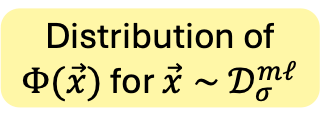 Distribution of
Φ(x⃗) for x⃗ ~ 𝒟_σ^{mℓ}